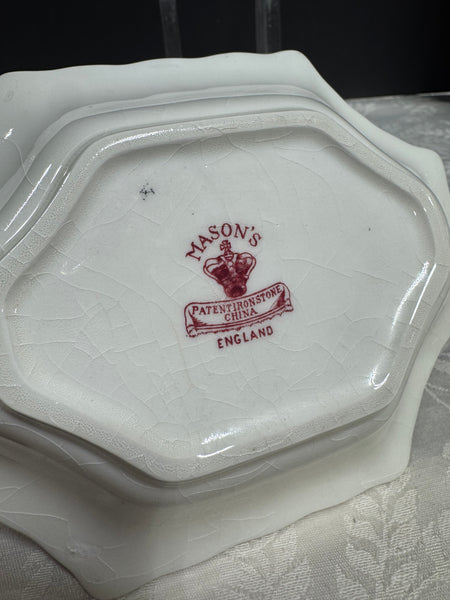 MASON'S
PATENT IRONSTONE
CHINA
ENGLAND